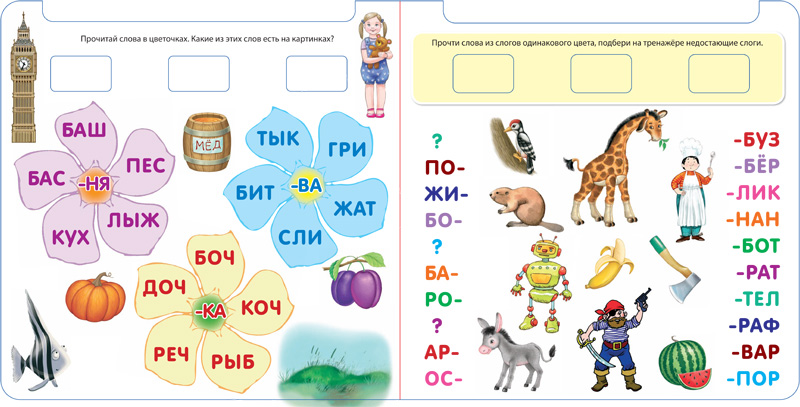 Прочитай слова в цветочках. Какие из этих слов есть на картинках?
БАШ
ПЕС
БАС
-НЯ
ЛЫЖ
КУХ
МЁД
ТЫК
ГРИ
БИТ
-ВА
ЖАТ
СЛИ
БОЧ
ДОЧ
КОЧ
-КА
РЕЧ
РЫБ
Прочти слова из слогов одинакового цвета, подбери на тренажёре недостающие слоги.
?
ПО-
ЖИ-
БО-
?
БА-
РО-
?
АР-
ОС-
-БУЗ
-БЁР
-ЛИК
-НАН
-БОТ
-РАТ
-ТЕЛ
-РАФ
-ВАР
-ПОР